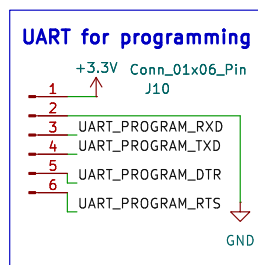 UART for programming
+3.3V
Conn_01x06_Pin
J10
1
2
3 UART_PROGRAM_RXD
4 UART_PROGRAM_TXD
5 UART_PROGRAM_DTR
6 UART_PROGRAM_RTS
GND